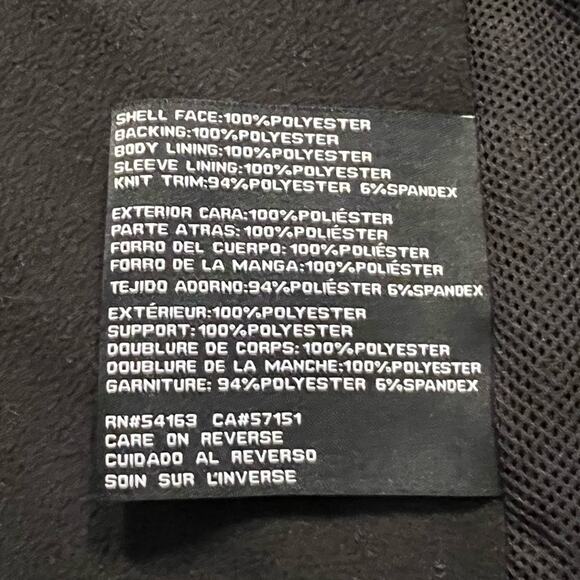 SHELL FACE:100%POLYESTER
BACKING:100%POLYESTER
BODY LINING:100%POLYESTER
SLEEVE LINING:100%POLYESTER
KNIT TRIM:94%POLYESTER 6%SPANDEX
EXTERIOR CARA:100%POLIÉSTER
PARTE ATRAS:100%POLIÉSTER
FORRO DEL CUERPO:100%POLIÉSTER
FORRO DE LA MANGA:100%POLIÉSTER
TEJIDO ADORNO:94%POLIÉSTER 6%SPANDEX
EXTÉRIEUR:100%POLYESTER
SUPPORT:100%POLYESTER
DOUBLURE DE CORPS:100%POLYESTER
DOUBLURE DE LA MANCHE:100%POLYESTER
GARNITURE: 94%POLYESTER 6%SPANDEX
RN#54163 CA#57151
CARE ON REVERSE
CUIDADO AL REVERSO
SOIN SUR L'INVERSE